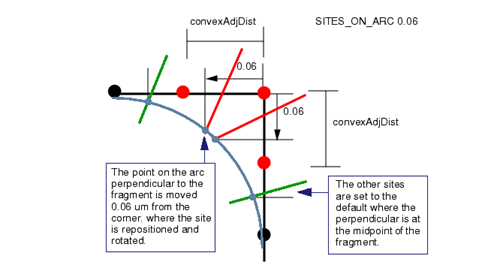 convexAdjDist
SITES_ON_ARC 0.06
0.06
0.06
convexAdjDist
The point on the arc
perpendicular to the
fragment is moved
0.06 um from the
corner, where the site
is repositioned and
rotated.
The other sites
are set to the
default where the
perpendicular is at
the midpoint of the
fragment.